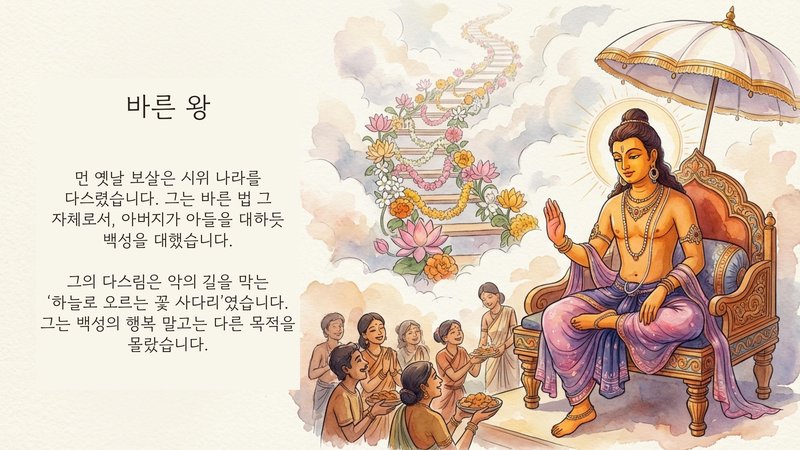 바른 왕
먼 옛날 보살은 시위 나라를
다스렸습니다. 그는 바른 법 그
자체로서, 아버지가 아들을 대하듯
백성을 대했습니다.
그의 다스림은 악의 길을 막는
‘하늘로 오르는 꽃 사다리’였습니다.
그는 백성의 행복 말고는 다른 목적을
몰랐습니다.